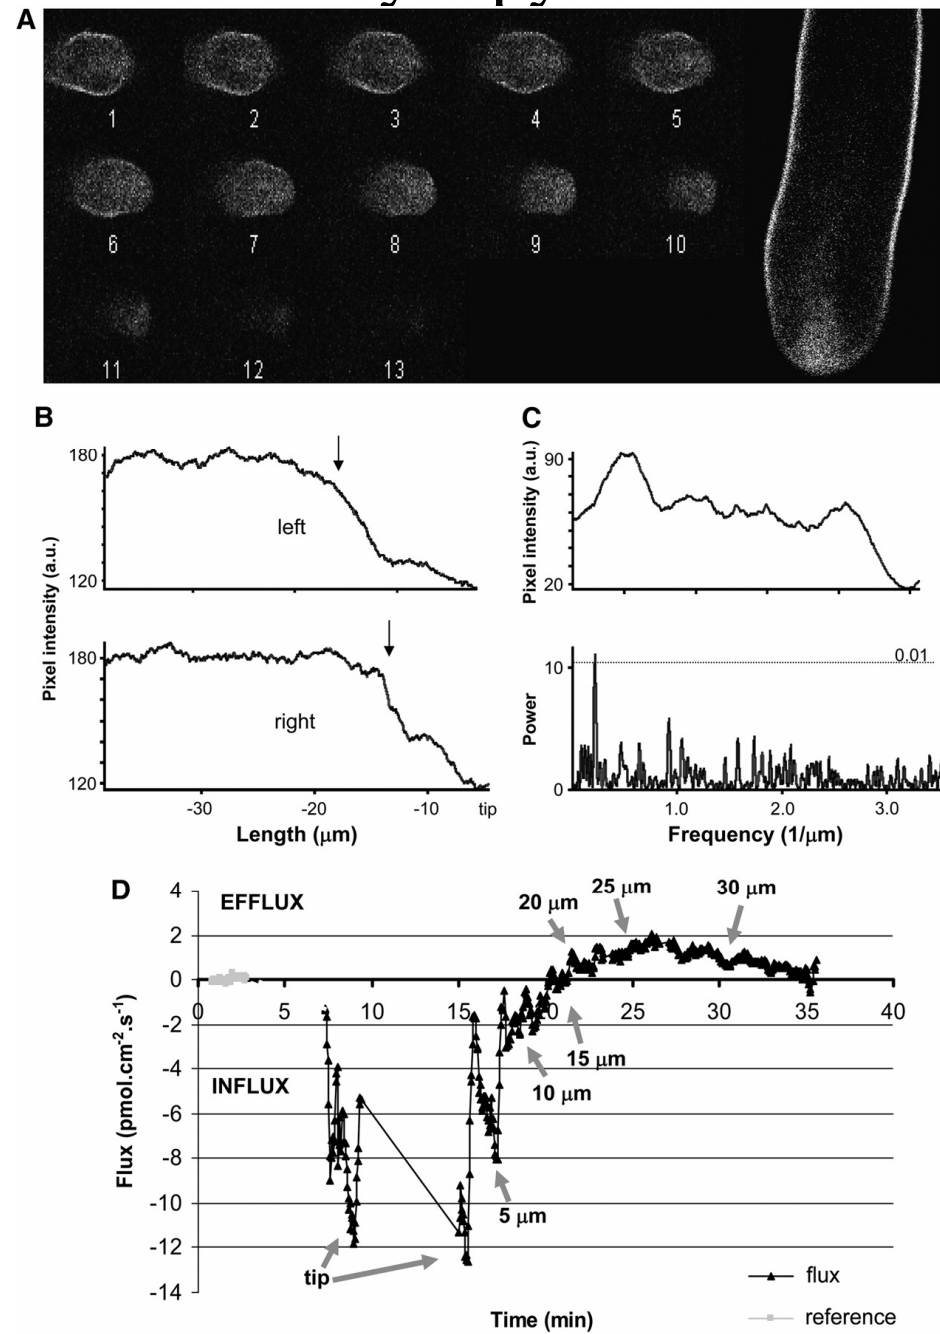 A
1 2 3 4 5
6 7 8 9 10
11 12 13
B
180
left
120
180
right
120
Pixel intensity (a.u.)
-30 -20 -10 tip
Length (μm)
C
90
20
Pixel intensity (a.u.)
0.01
10
0
Power
1.0 2.0 3.0
Frequency (1/μm)
D
4
2
0
-2
-4
-6
-8
-10
-12
-14
Flux (pmol.cm⁻².s⁻¹)
EFFLUX
INFLUX
20 μm
25 μm
30 μm
15 μm
10 μm
5 μm
tip
0 5 10 15 20 25 30 35 40
Time (min)
flux
reference